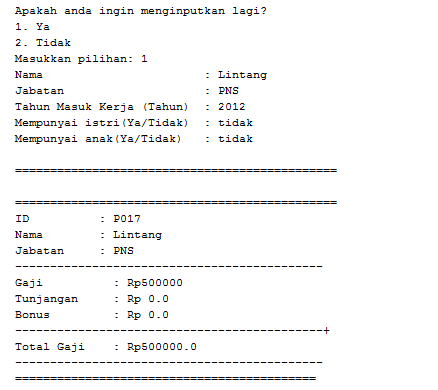 Apakah anda ingin menginputkan lagi?
1. Ya
2. Tidak
Masukkan pilihan: 1
Nama                       : Lintang
Jabatan                    : PNS
Tahun Masuk Kerja (Tahun)  : 2012
Mempunyai istri(Ya/Tidak)  : tidak
Mempunyai anak(Ya/Tidak)   : tidak
==============================================
==============================================
ID          : P017
Nama        : Lintang
Jabatan     : PNS
--------------------------------------------
Gaji          : Rp500000
Tunjangan     : Rp 0.0
Bonus         : Rp 0.0
--------------------------------------------+
Total Gaji    : Rp500000.0
--------------------------------------------
===============================================